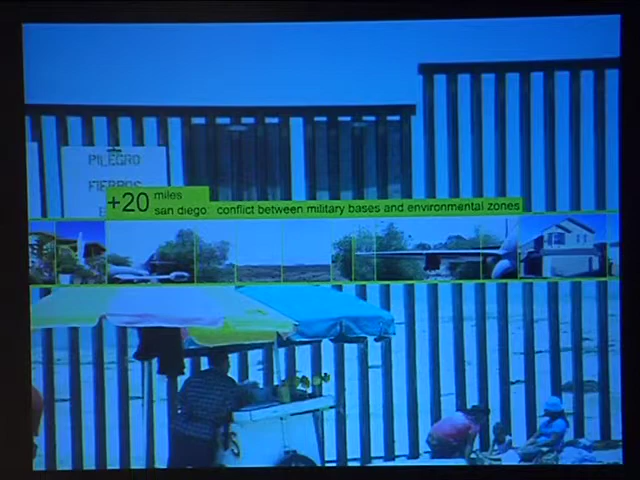 PILEGRO
FIERROS
+20 miles
san diego conflict between military bases and environmental zones